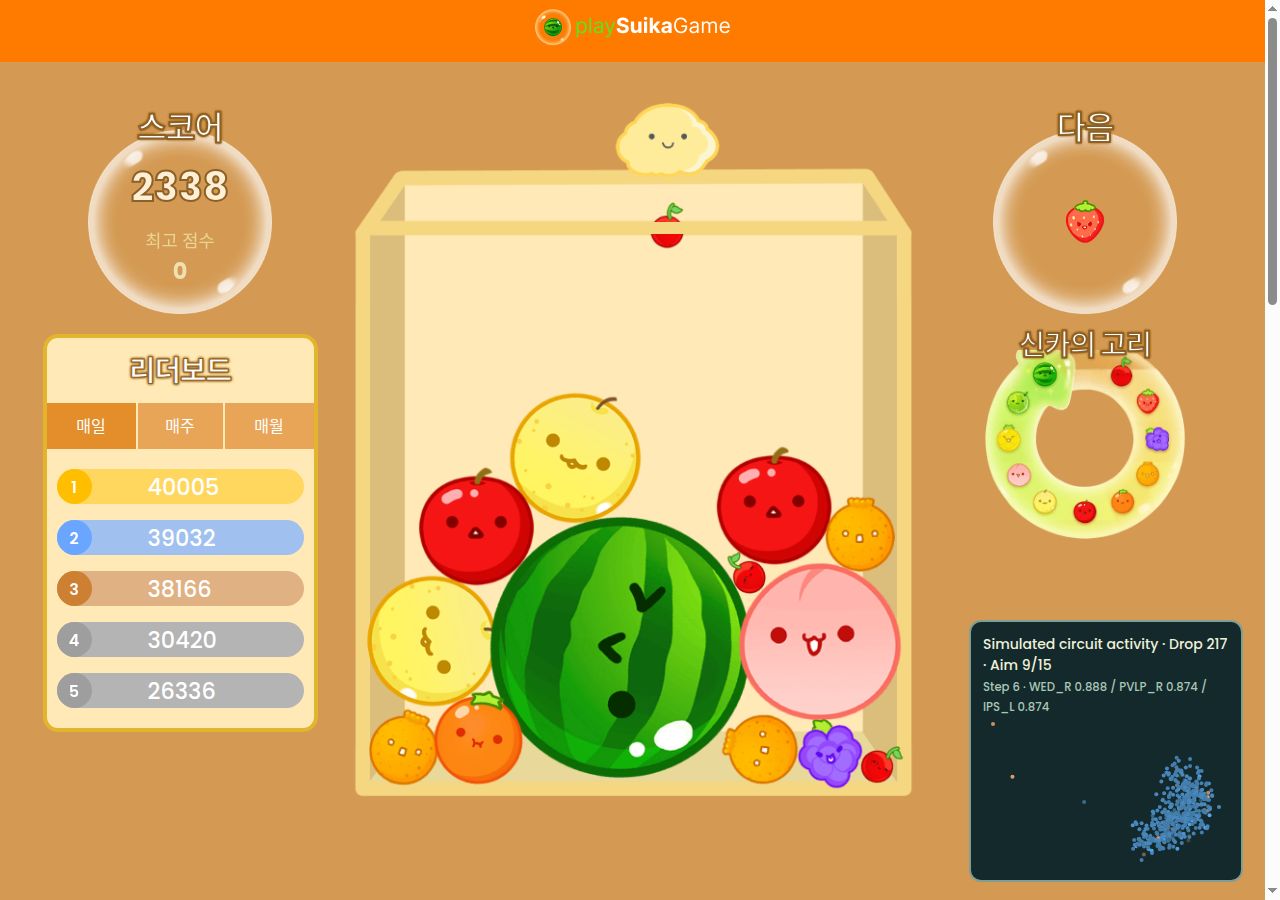 playSuikaGame
스코어
2338
최고 점수
0
다음
리더보드
매일 매주 매월
1 40005
2 39032
3 38166
4 30420
5 26336
신카의 고리
Simulated circuit activity · Drop 217
· Aim 9/15
Step 6 · WED_R 0.888 / PVLP_R 0.874 /
IPS_L 0.874